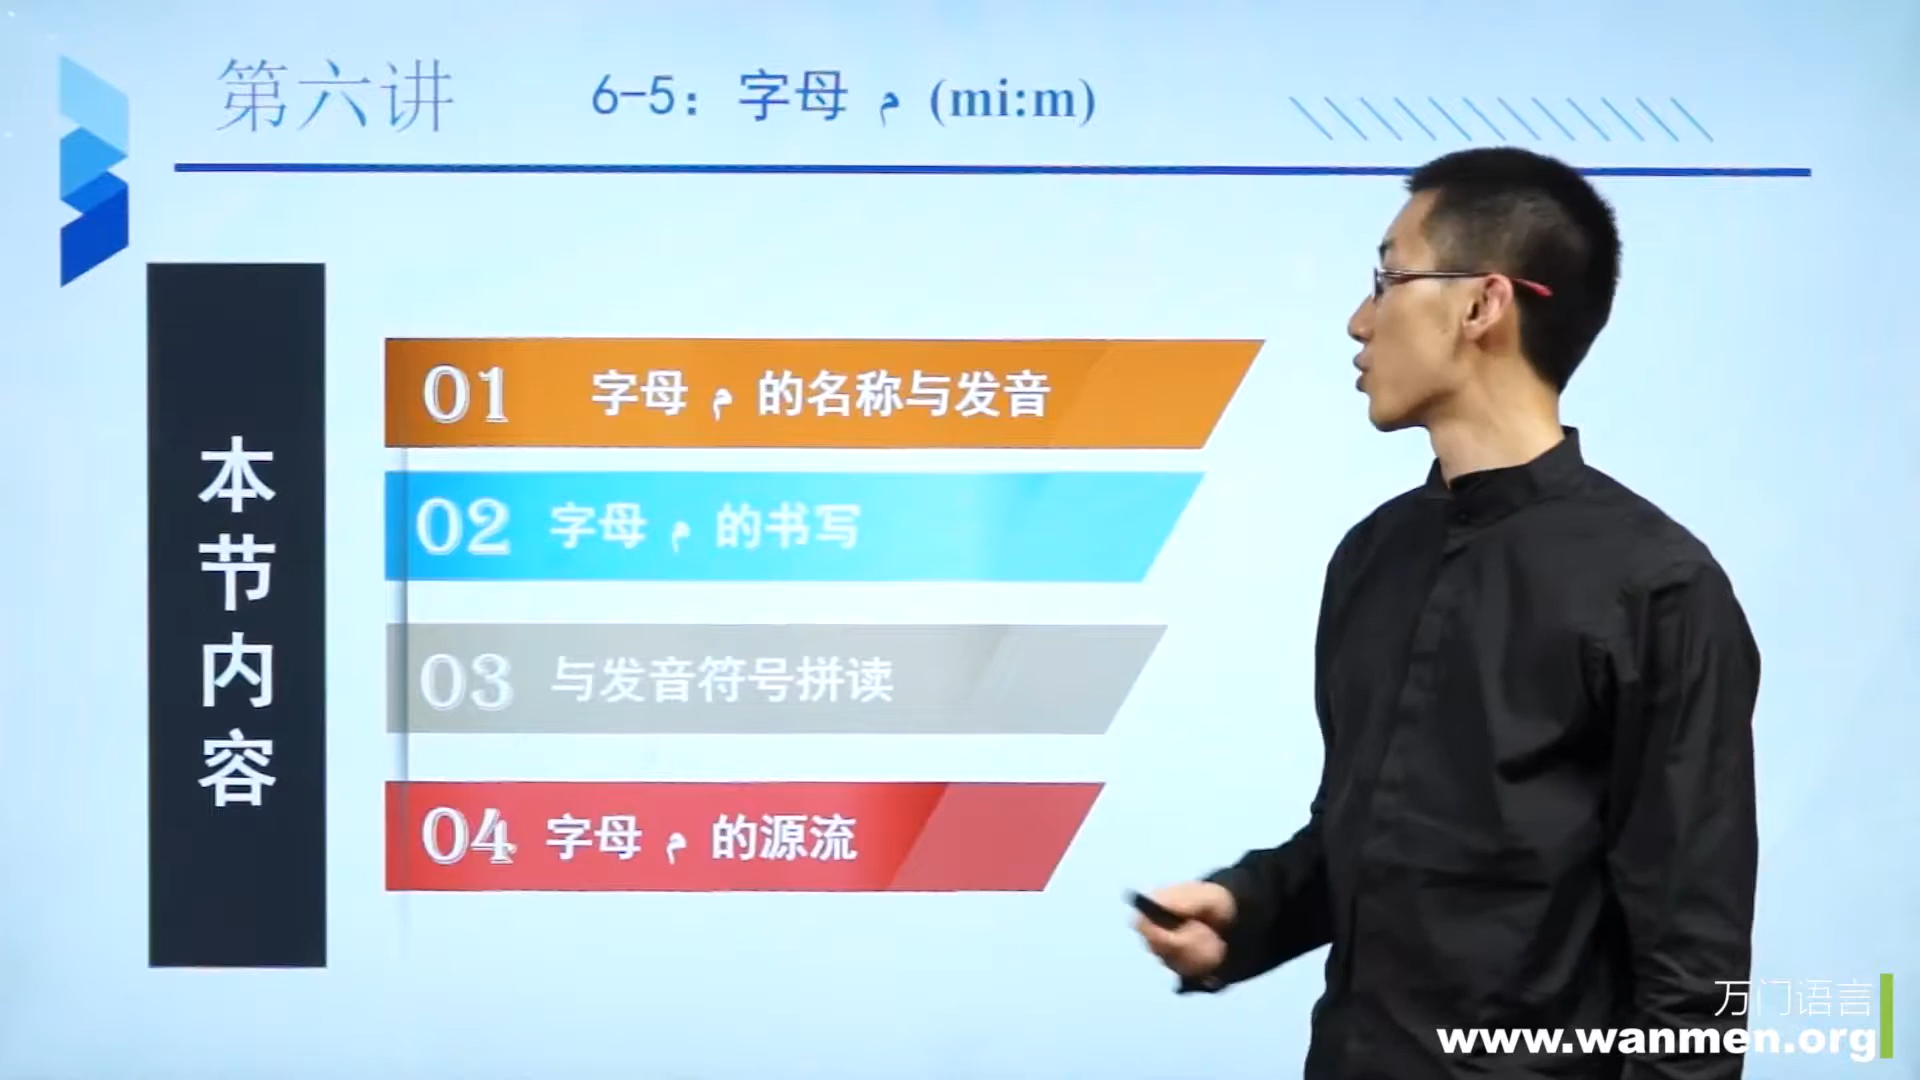 第六讲
6-5：字母 م (mi:m)
本节内容
01 字母 م 的名称与发音
02 字母 م 的书写
03 与发音符号拼读
04 字母 م 的源流
万门语言
www.wanmen.org